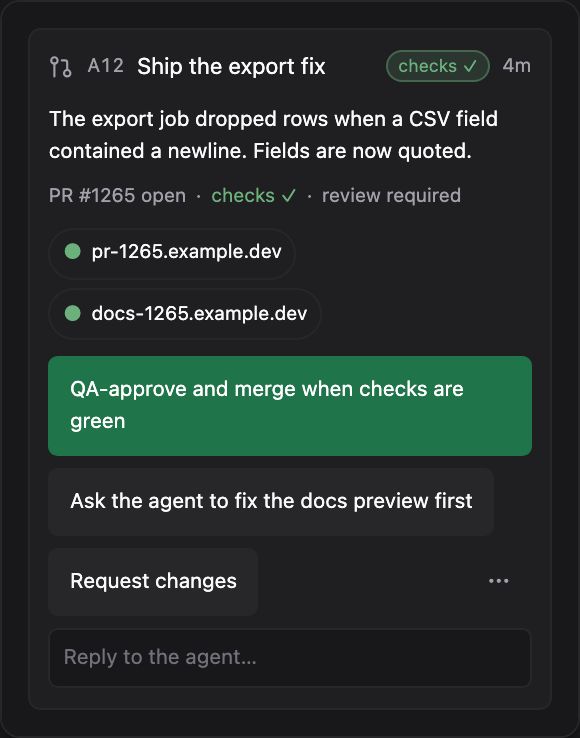 A12 Ship the export fix checks ✓ 4m
The export job dropped rows when a CSV field
contained a newline. Fields are now quoted.
PR #1265 open · checks ✓ · review required
pr-1265.example.dev
docs-1265.example.dev
QA-approve and merge when checks are
green
Ask the agent to fix the docs preview first
Request changes
Reply to the agent...